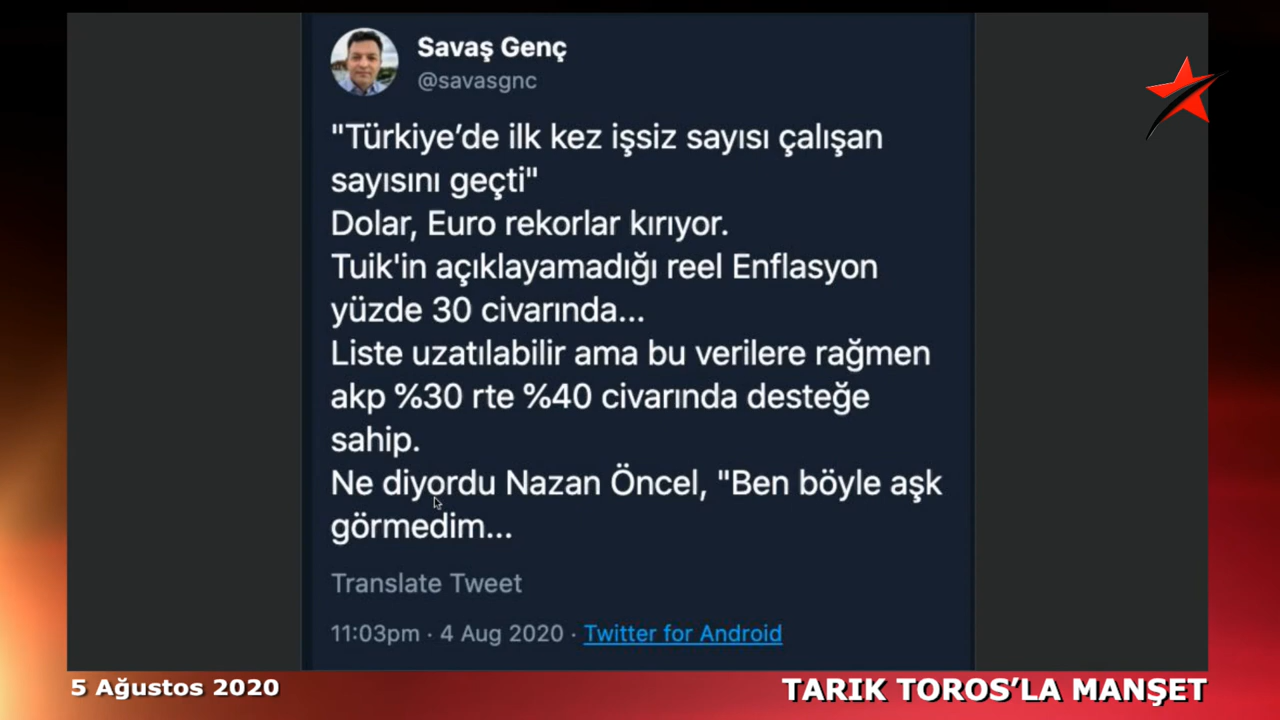 Savaş Genç
@savasgnc
"Türkiye’de ilk kez işsiz sayısı çalışan
sayısını geçti"
Dolar, Euro rekorlar kırıyor.
Tuik'in açıklayamadığı reel Enflasyon
yüzde 30 civarında...
Liste uzatılabilir ama bu verilere rağmen
akp %30 rte %40 civarında desteğe
sahip.
Ne diyordu Nazan Öncel, "Ben böyle aşk
görmedim...
Translate Tweet
11:03pm · 4 Aug 2020 · Twitter for Android
5 Ağustos 2020
TARIK TOROS’LA MANŞET